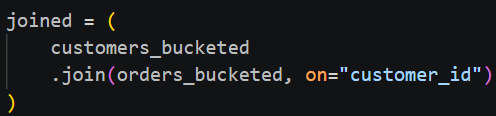 joined = (
    customers_bucketed
    .join(orders_bucketed, on="customer_id")
)